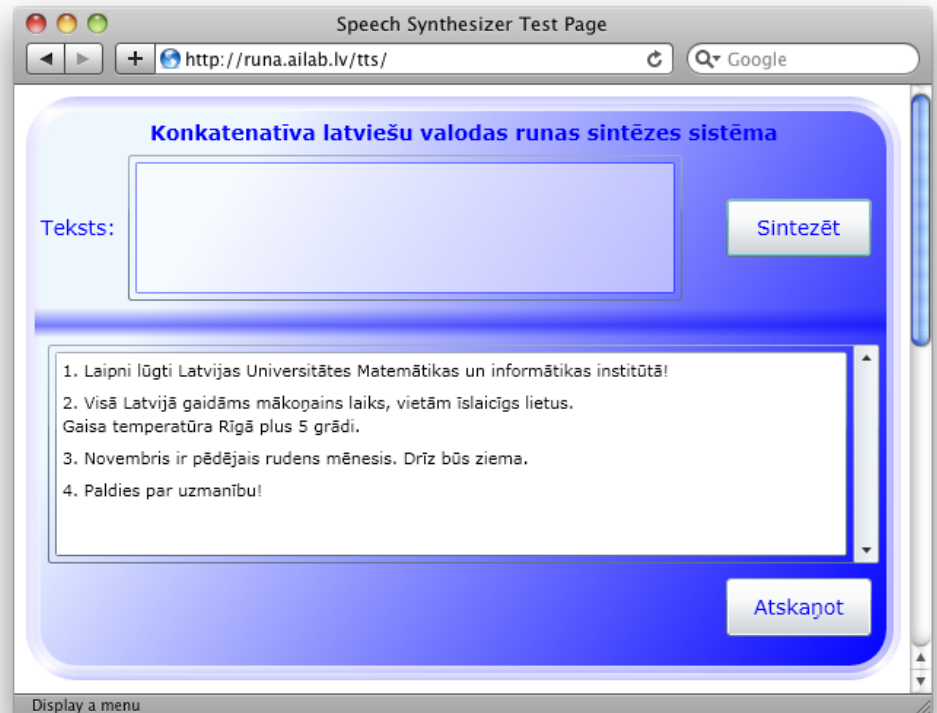 Speech Synthesizer Test Page
http://runa.ailab.lv/tts/
Google
Konkatenatīva latviešu valodas runas sintēzes sistēma
Teksts:
Sintezēt
1. Laipni lūgti Latvijas Universitātes Matemātikas un informātikas institūtā!
2. Visā Latvijā gaidāms mākoņains laiks, vietām īslaicīgs lietus.
Gaisa temperatūra Rīgā plus 5 grādi.
3. Novembris ir pēdējais rudens mēnesis. Drīz būs ziema.
4. Paldies par uzmanību!
Atskaņot
Display a menu